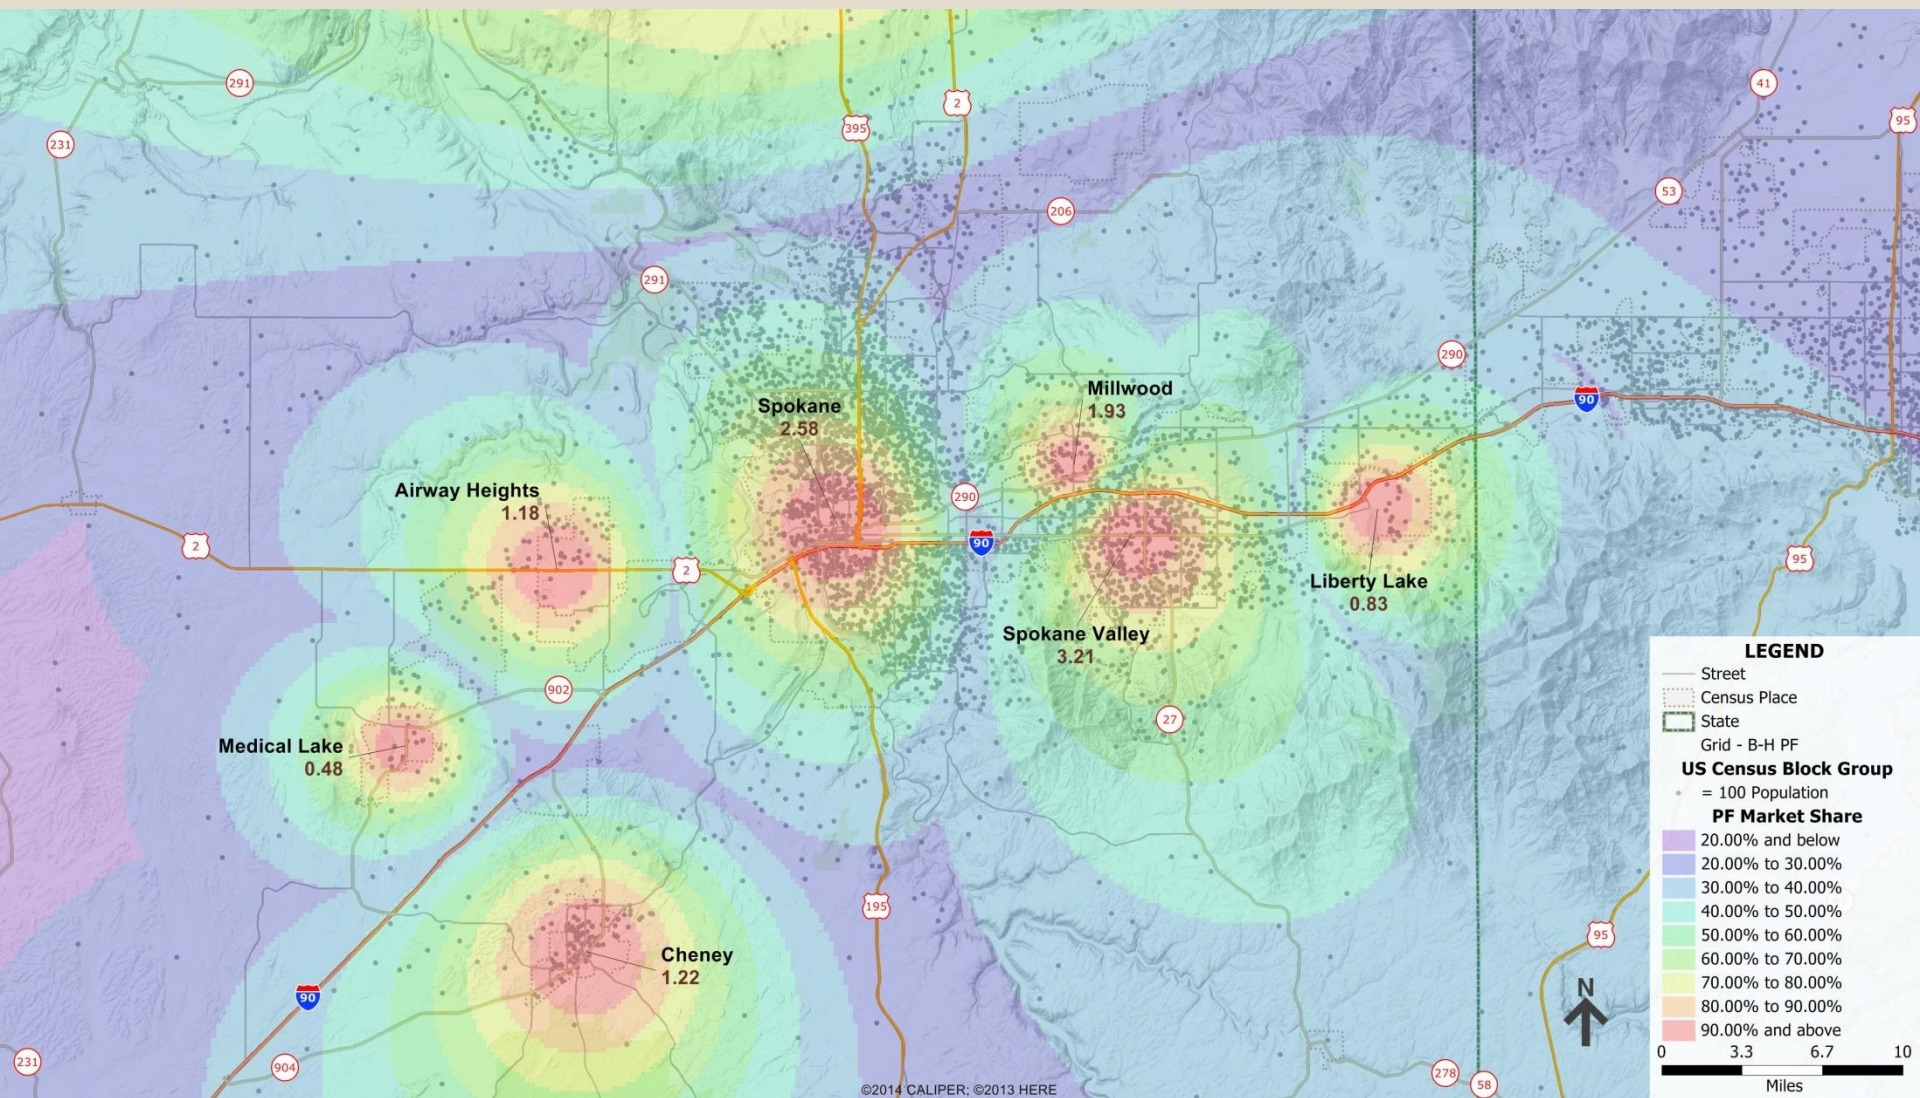 291
2
41
95
231
395
53
206
291
290
90
Millwood
1.93
Spokane
2.58
Airway Heights
1.18
290
2
90
2
95
Liberty Lake
0.83
Spokane Valley
3.21
902
27
Medical Lake
0.48
195
Cheney
1.22
95
90
231
904
278
58
N
©2014 CALIPER; ©2013 HERE
LEGEND
Street
Census Place
State
Grid - B-H PF
US Census Block Group
= 100 Population
PF Market Share
20.00% and below
20.00% to 30.00%
30.00% to 40.00%
40.00% to 50.00%
50.00% to 60.00%
60.00% to 70.00%
70.00% to 80.00%
80.00% to 90.00%
90.00% and above
0 3.3 6.7 10
Miles